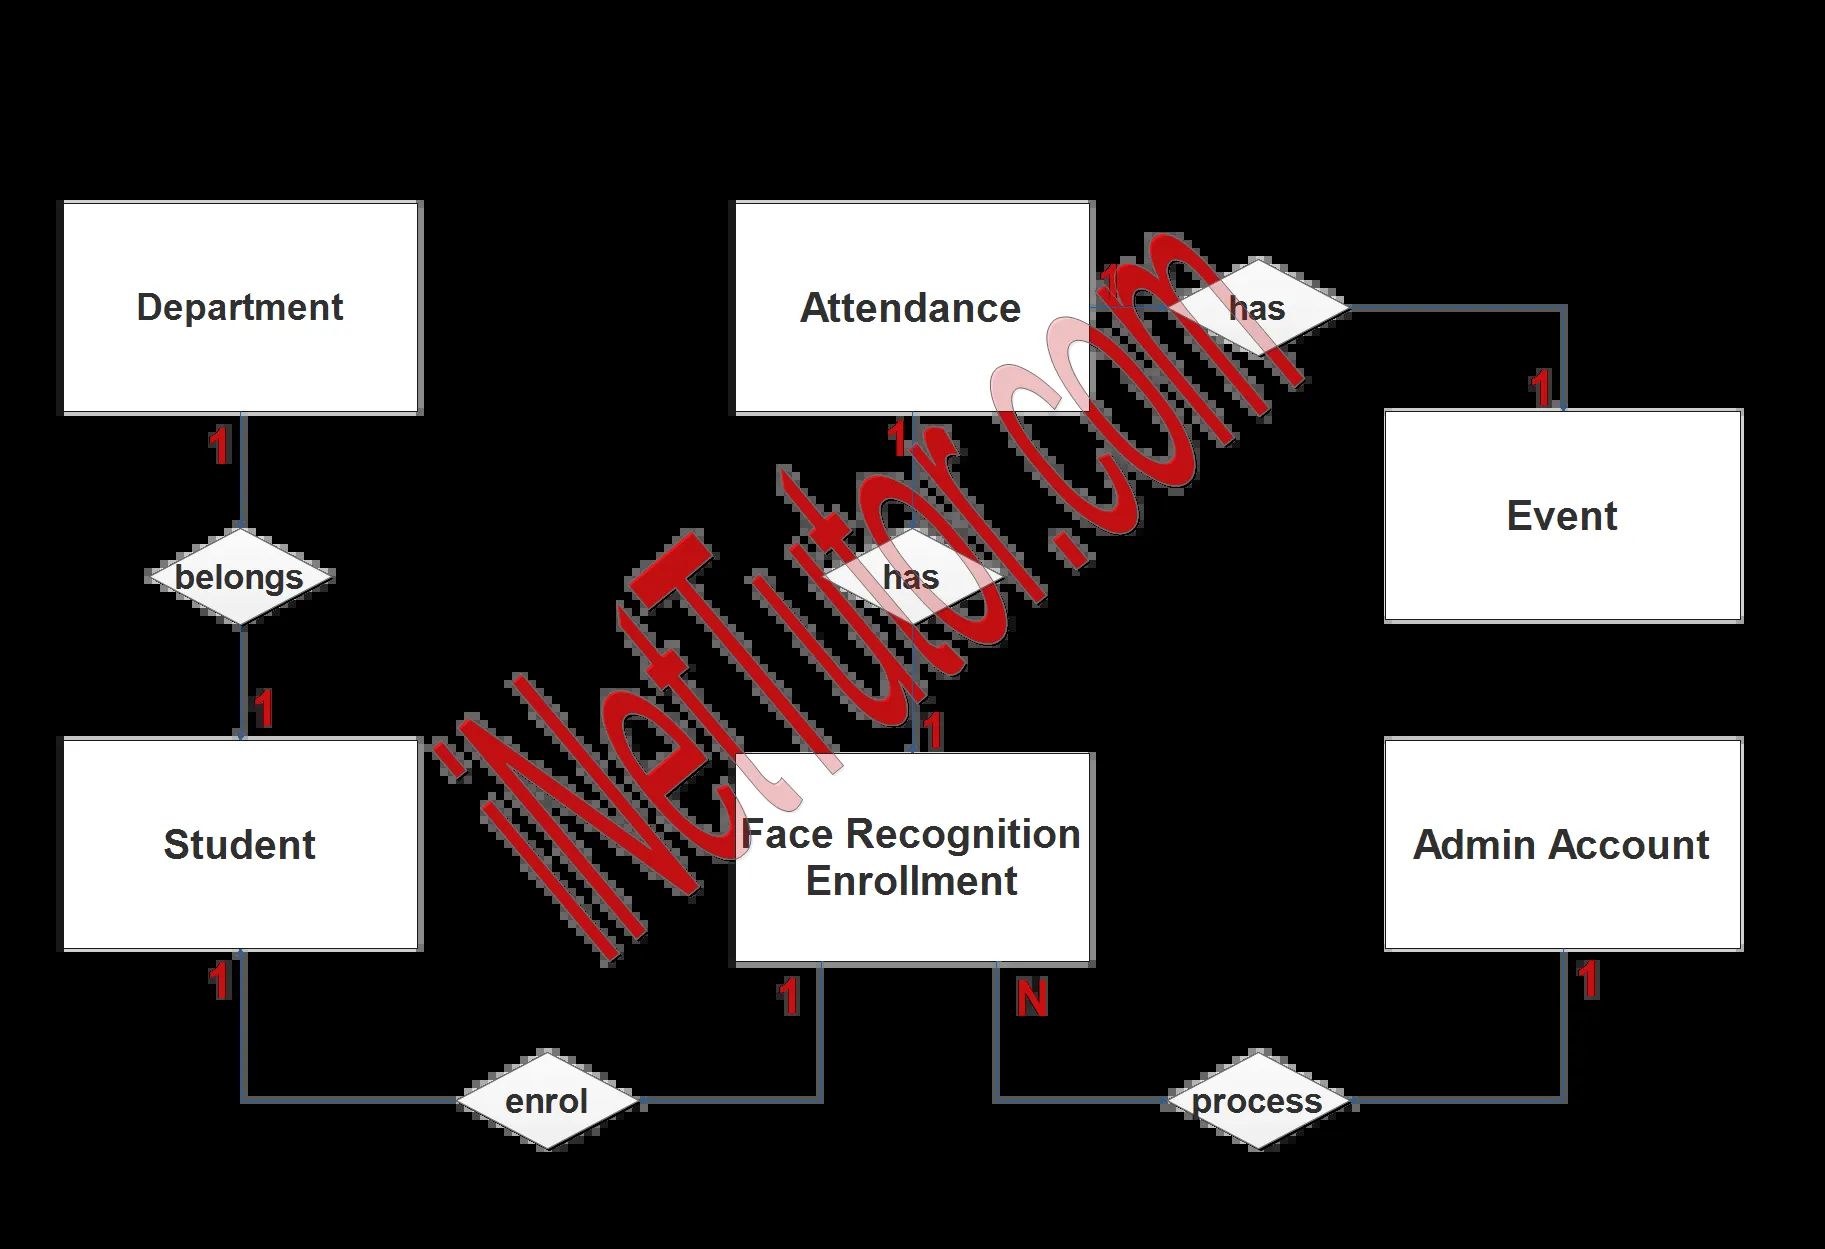 Department
Attendance
1
has
1
Event
1
1
belongs
has
1
1
Student
Face Recognition
Enrollment
Admin Account
1
1
N
1
enrol
process
iNetTutor.com